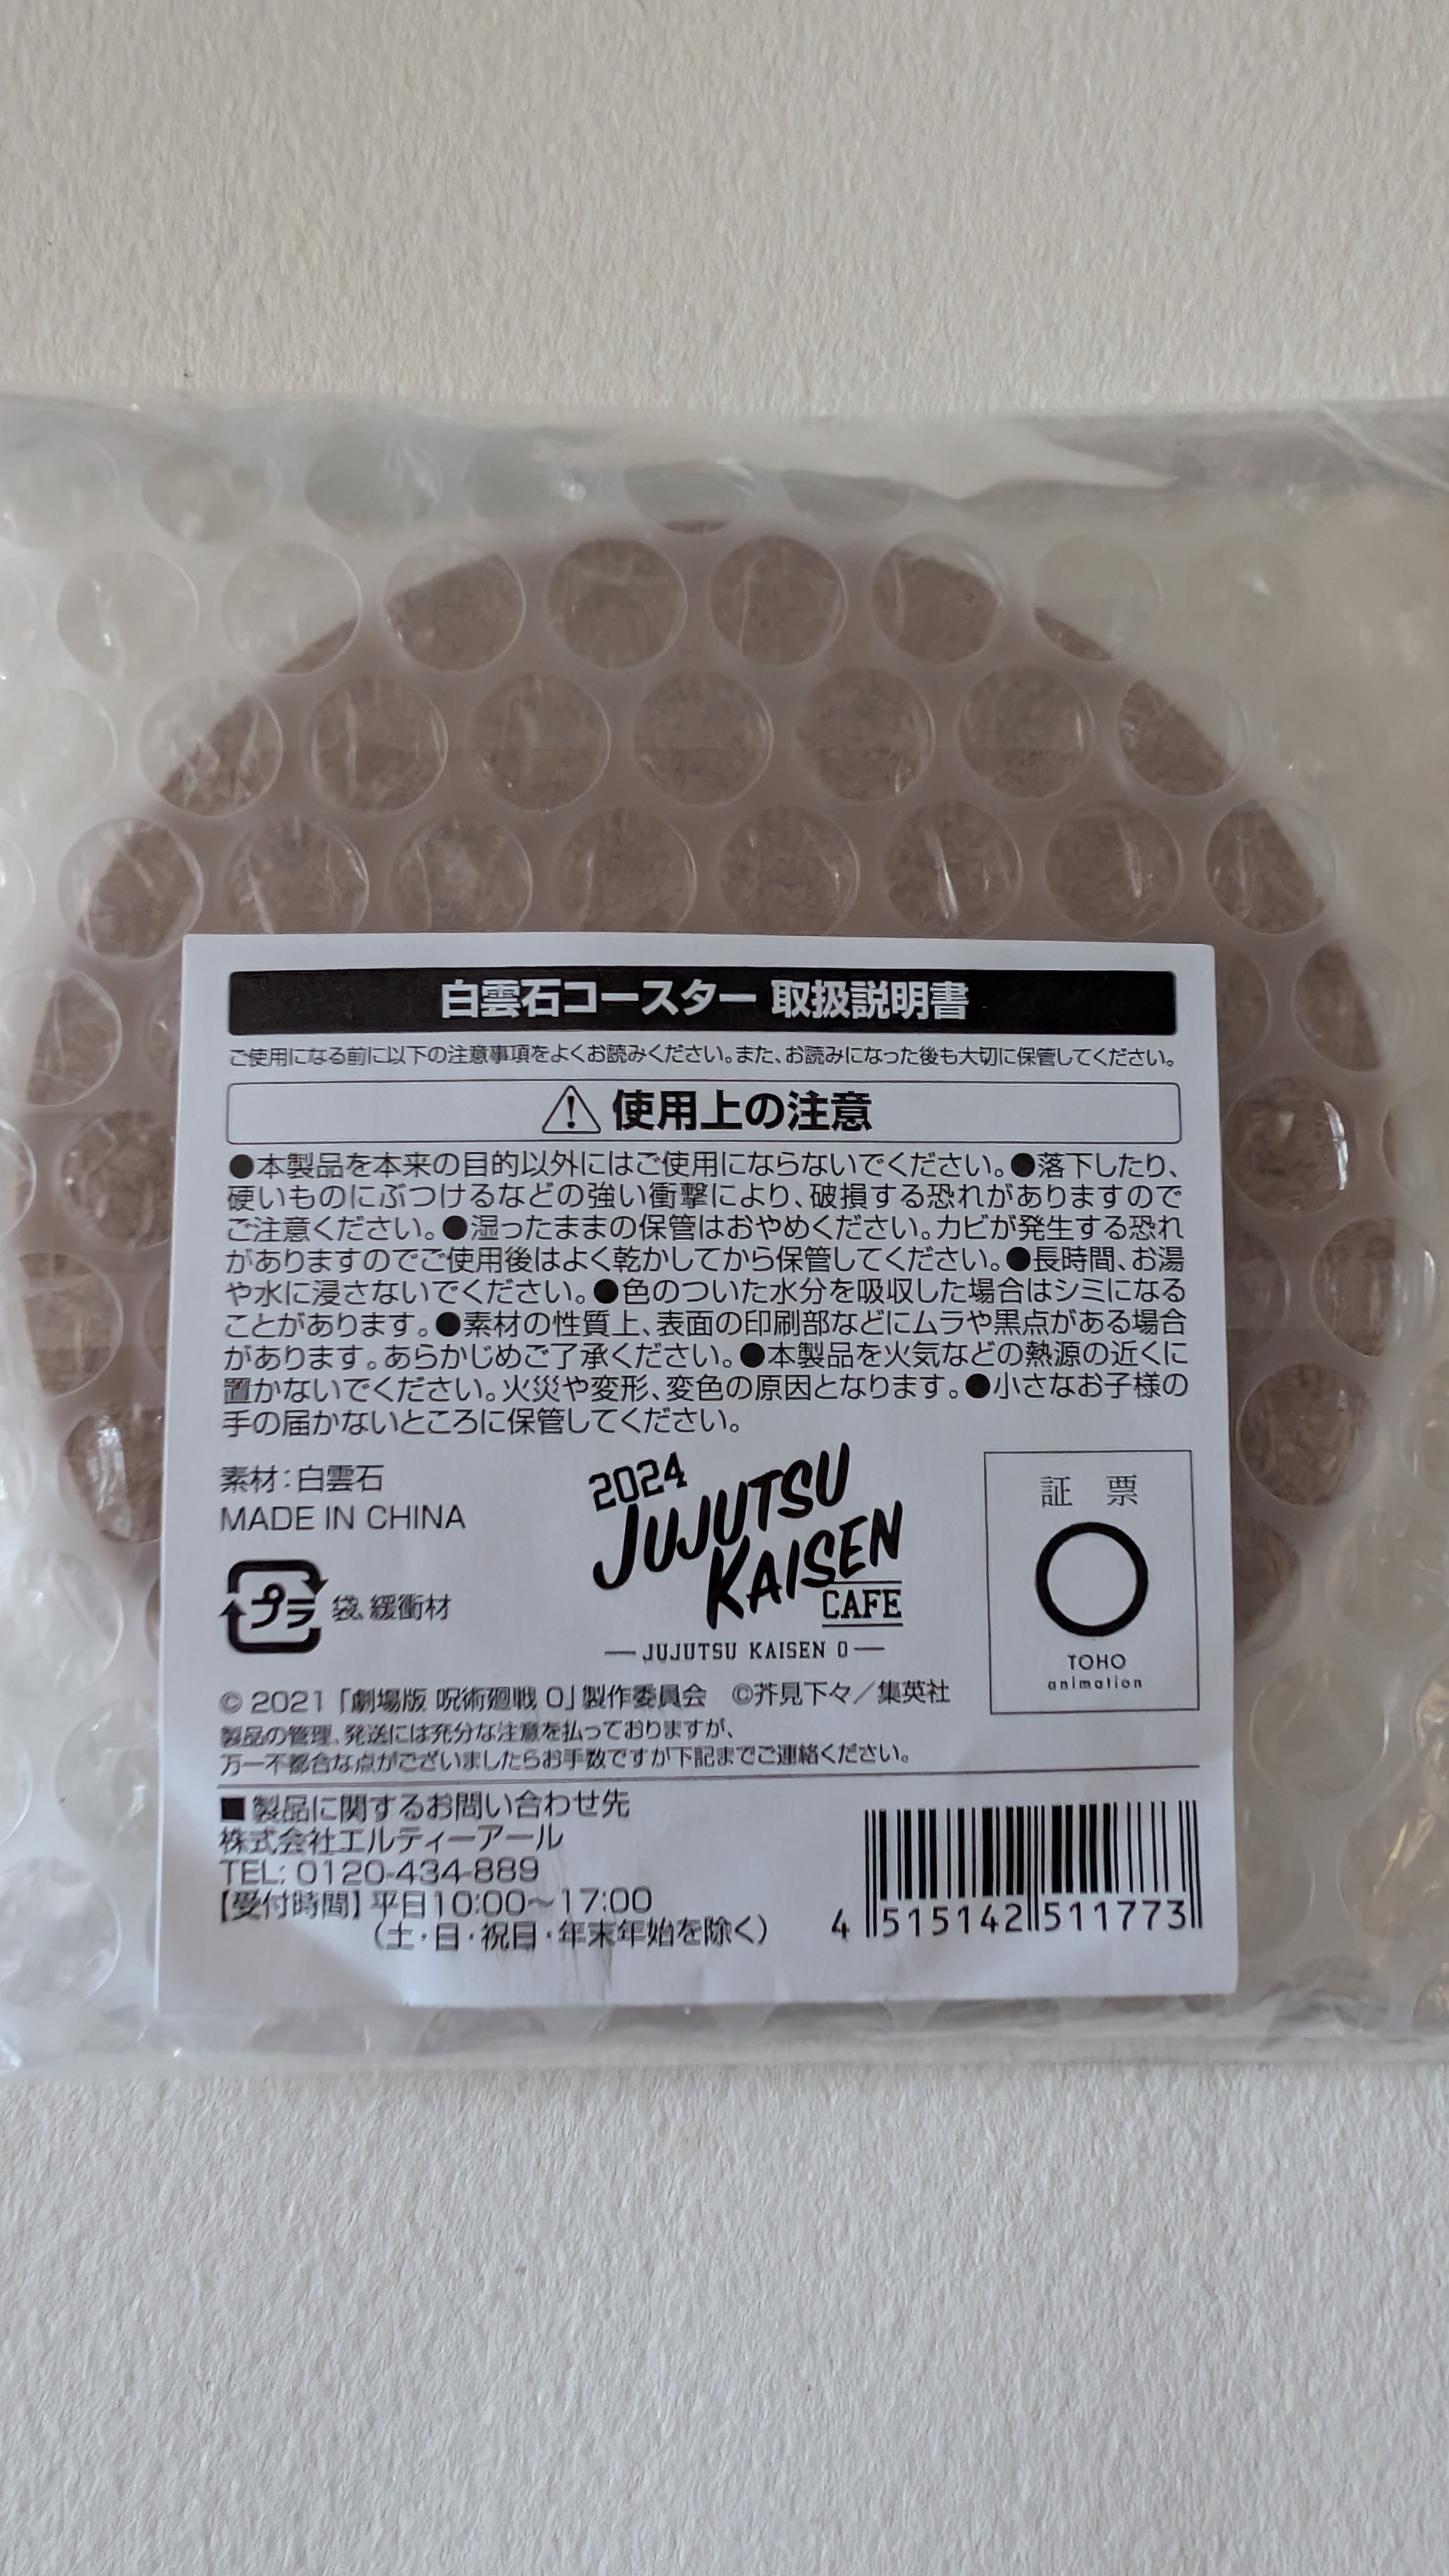 白雲石コースター 取扱説明書
ご使用になる前に以下の注意事項をよくお読みください。また、お読みになった後も大切に保管してください。
使用上の注意
●本製品を本来の目的以外にはご使用にならないでください。●落下したり、
硬いものにぶつけるなどの強い衝撃により、破損する恐れがありますので
ご注意ください。●湿ったままの保管はおやめください。カビが発生する恐れ
がありますのでご使用後はよく乾かしてから保管してください。●長時間、お湯
や水に浸さないでください。●色のついた水分を吸収した場合はシミになる
ことがあります。●素材の性質上、表面の印刷部などにムラや黒点がある場合
があります。あらかじめご了承ください。●本製品を火気などの熱源の近くに
置かないでください。火災や変形、変色の原因となります。●小さなお子様の
手の届かないところに保管してください。
素材：白雲石
MADE IN CHINA
プラ 袋、緩衝材
2024
JUJUTSU
KAISEN
CAFE
JUJUTSU KAISEN 0
証 票
TOHO
animation
© 2021「劇場版 呪術廻戦 0」製作委員会 ©芥見下々／集英社
製品の管理、発送には充分な注意を払っておりますが、
万一不都合な点がございましたらお手数ですが下記までご連絡ください。
■製品に関するお問い合わせ先
株式会社エルティーアール
TEL: 0120-434-889
【受付時間】平日10:00～17:00
（土・日・祝日・年末年始を除く）
4 515142 511773